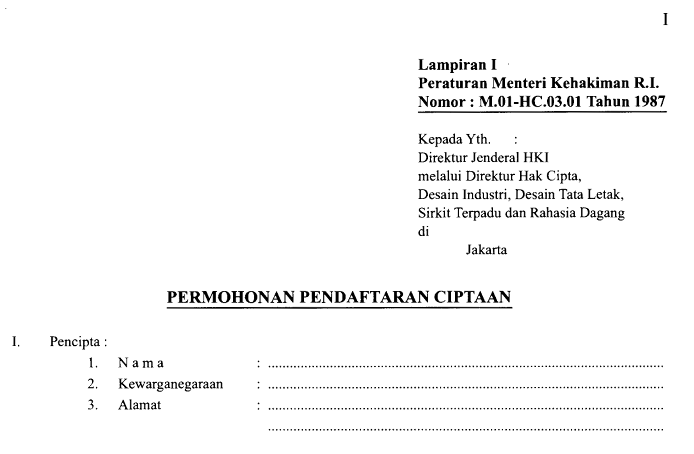 I
Lampiran I
Peraturan Menteri Kehakiman R.I.
Nomor : M.01-HC.03.01 Tahun 1987
Kepada Yth. :
Direktur Jenderal HKI
melalui Direktur Hak Cipta,
Desain Industri, Desain Tata Letak,
Sirkit Terpadu dan Rahasia Dagang
di
Jakarta
PERMOHONAN PENDAFTARAN CIPTAAN
I. Pencipta :
1. N a m a : ....................................................................................................
2. Kewarganegaraan : ....................................................................................................
3. Alamat : ....................................................................................................
....................................................................................................